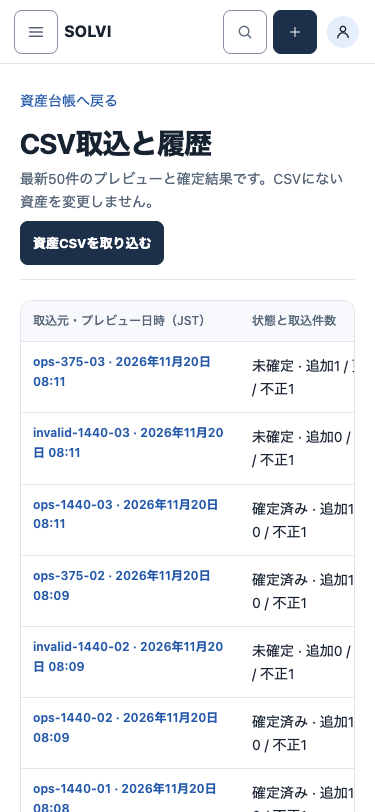 SOLVI
資産台帳へ戻る
CSV取込と履歴
最新50件のプレビューと確定結果です。CSVにない
資産を変更しません。
資産CSVを取り込む
取込元・プレビュー日時（JST） 状態と取込件数
ops-375-03 · 2026年11月20日
08:11
未確定 · 追加1 /
/ 不正1
invalid-1440-03 · 2026年11月20
日 08:11
未確定 · 追加0 /
/ 不正1
ops-1440-03 · 2026年11月20日
08:11
確定済み · 追加1
0 / 不正1
ops-375-02 · 2026年11月20日
08:09
確定済み · 追加1
0 / 不正1
invalid-1440-02 · 2026年11月20
日 08:09
未確定 · 追加0 /
/ 不正1
ops-1440-02 · 2026年11月20日
08:09
確定済み · 追加1
0 / 不正1
ops-1440-01 · 2026年11月20日
08:08
確定済み · 追加1